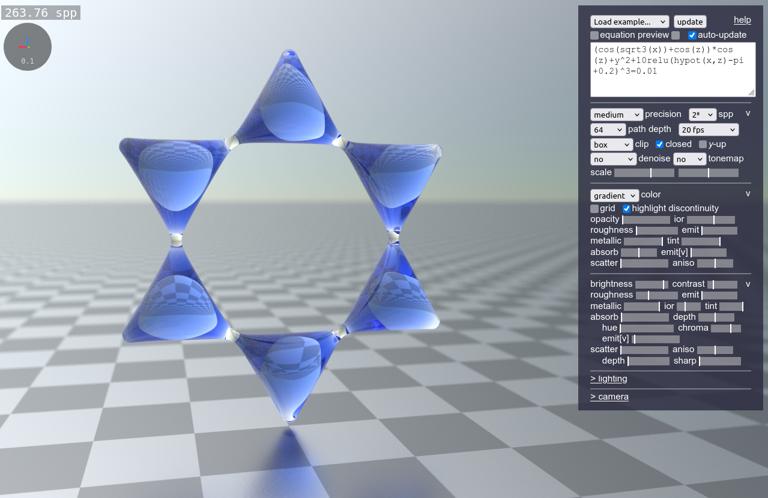 263.76 spp
0.1
Load example...
update
help
equation preview
auto-update
(cos(sqrt3(x))+cos(z))*cos
(z)+y^2+10relu(hypot(x,z)-pi
+0.2)^3=0.01
medium precision 2⁸ spp v
64 path depth 20 fps
box clip closed y-up
no denoise no tonemap
scale
gradient color v
grid highlight discontinuity
opacity ior
roughness emit
metallic tint
absorb emit[v]
scatter aniso
brightness contrast v
roughness emit
metallic ior tint
absorb depth
hue chroma
emit[v]
scatter aniso
depth sharp
> lighting
> camera